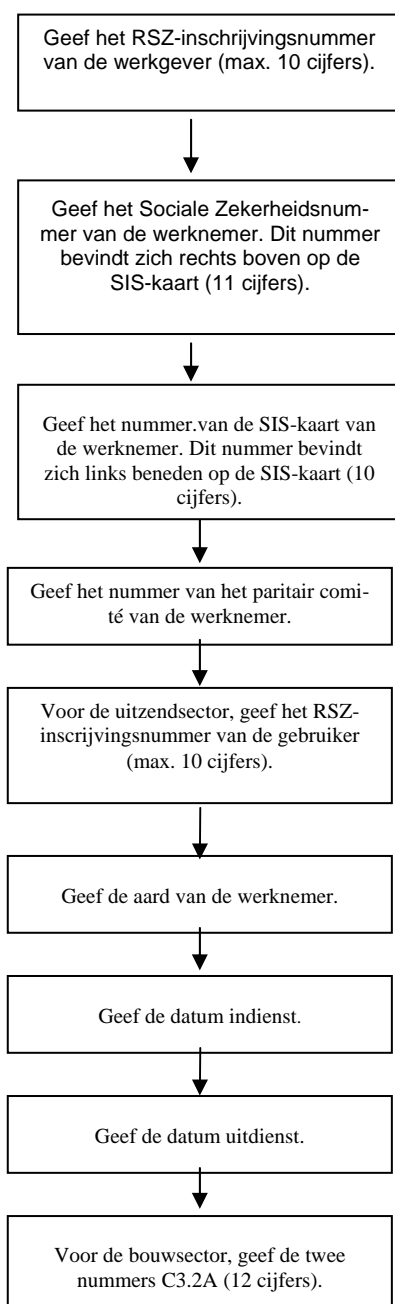 Geef het RSZ-inschrijvingsnummer
van de werkgever (max. 10 cijfers).
Geef het Sociale Zekerheidsnum-
mer van de werknemer. Dit nummer
bevindt zich rechts boven op de
SIS-kaart (11 cijfers).
Geef het nummer.van de SIS-kaart van
de werknemer. Dit nummer bevindt
zich links beneden op de SIS-kaart (10
cijfers).
Geef het nummer van het paritair comi-
té van de werknemer.
Voor de uitzendsector, geef het RSZ-
inscrijvingsnummer van de gebruiker
(max. 10 cijfers).
Geef de aard van de werknemer.
Geef de datum indienst.
Geef de datum uitdienst.
Voor de bouwsector, geef de twee
nummers C3.2A (12 cijfers).